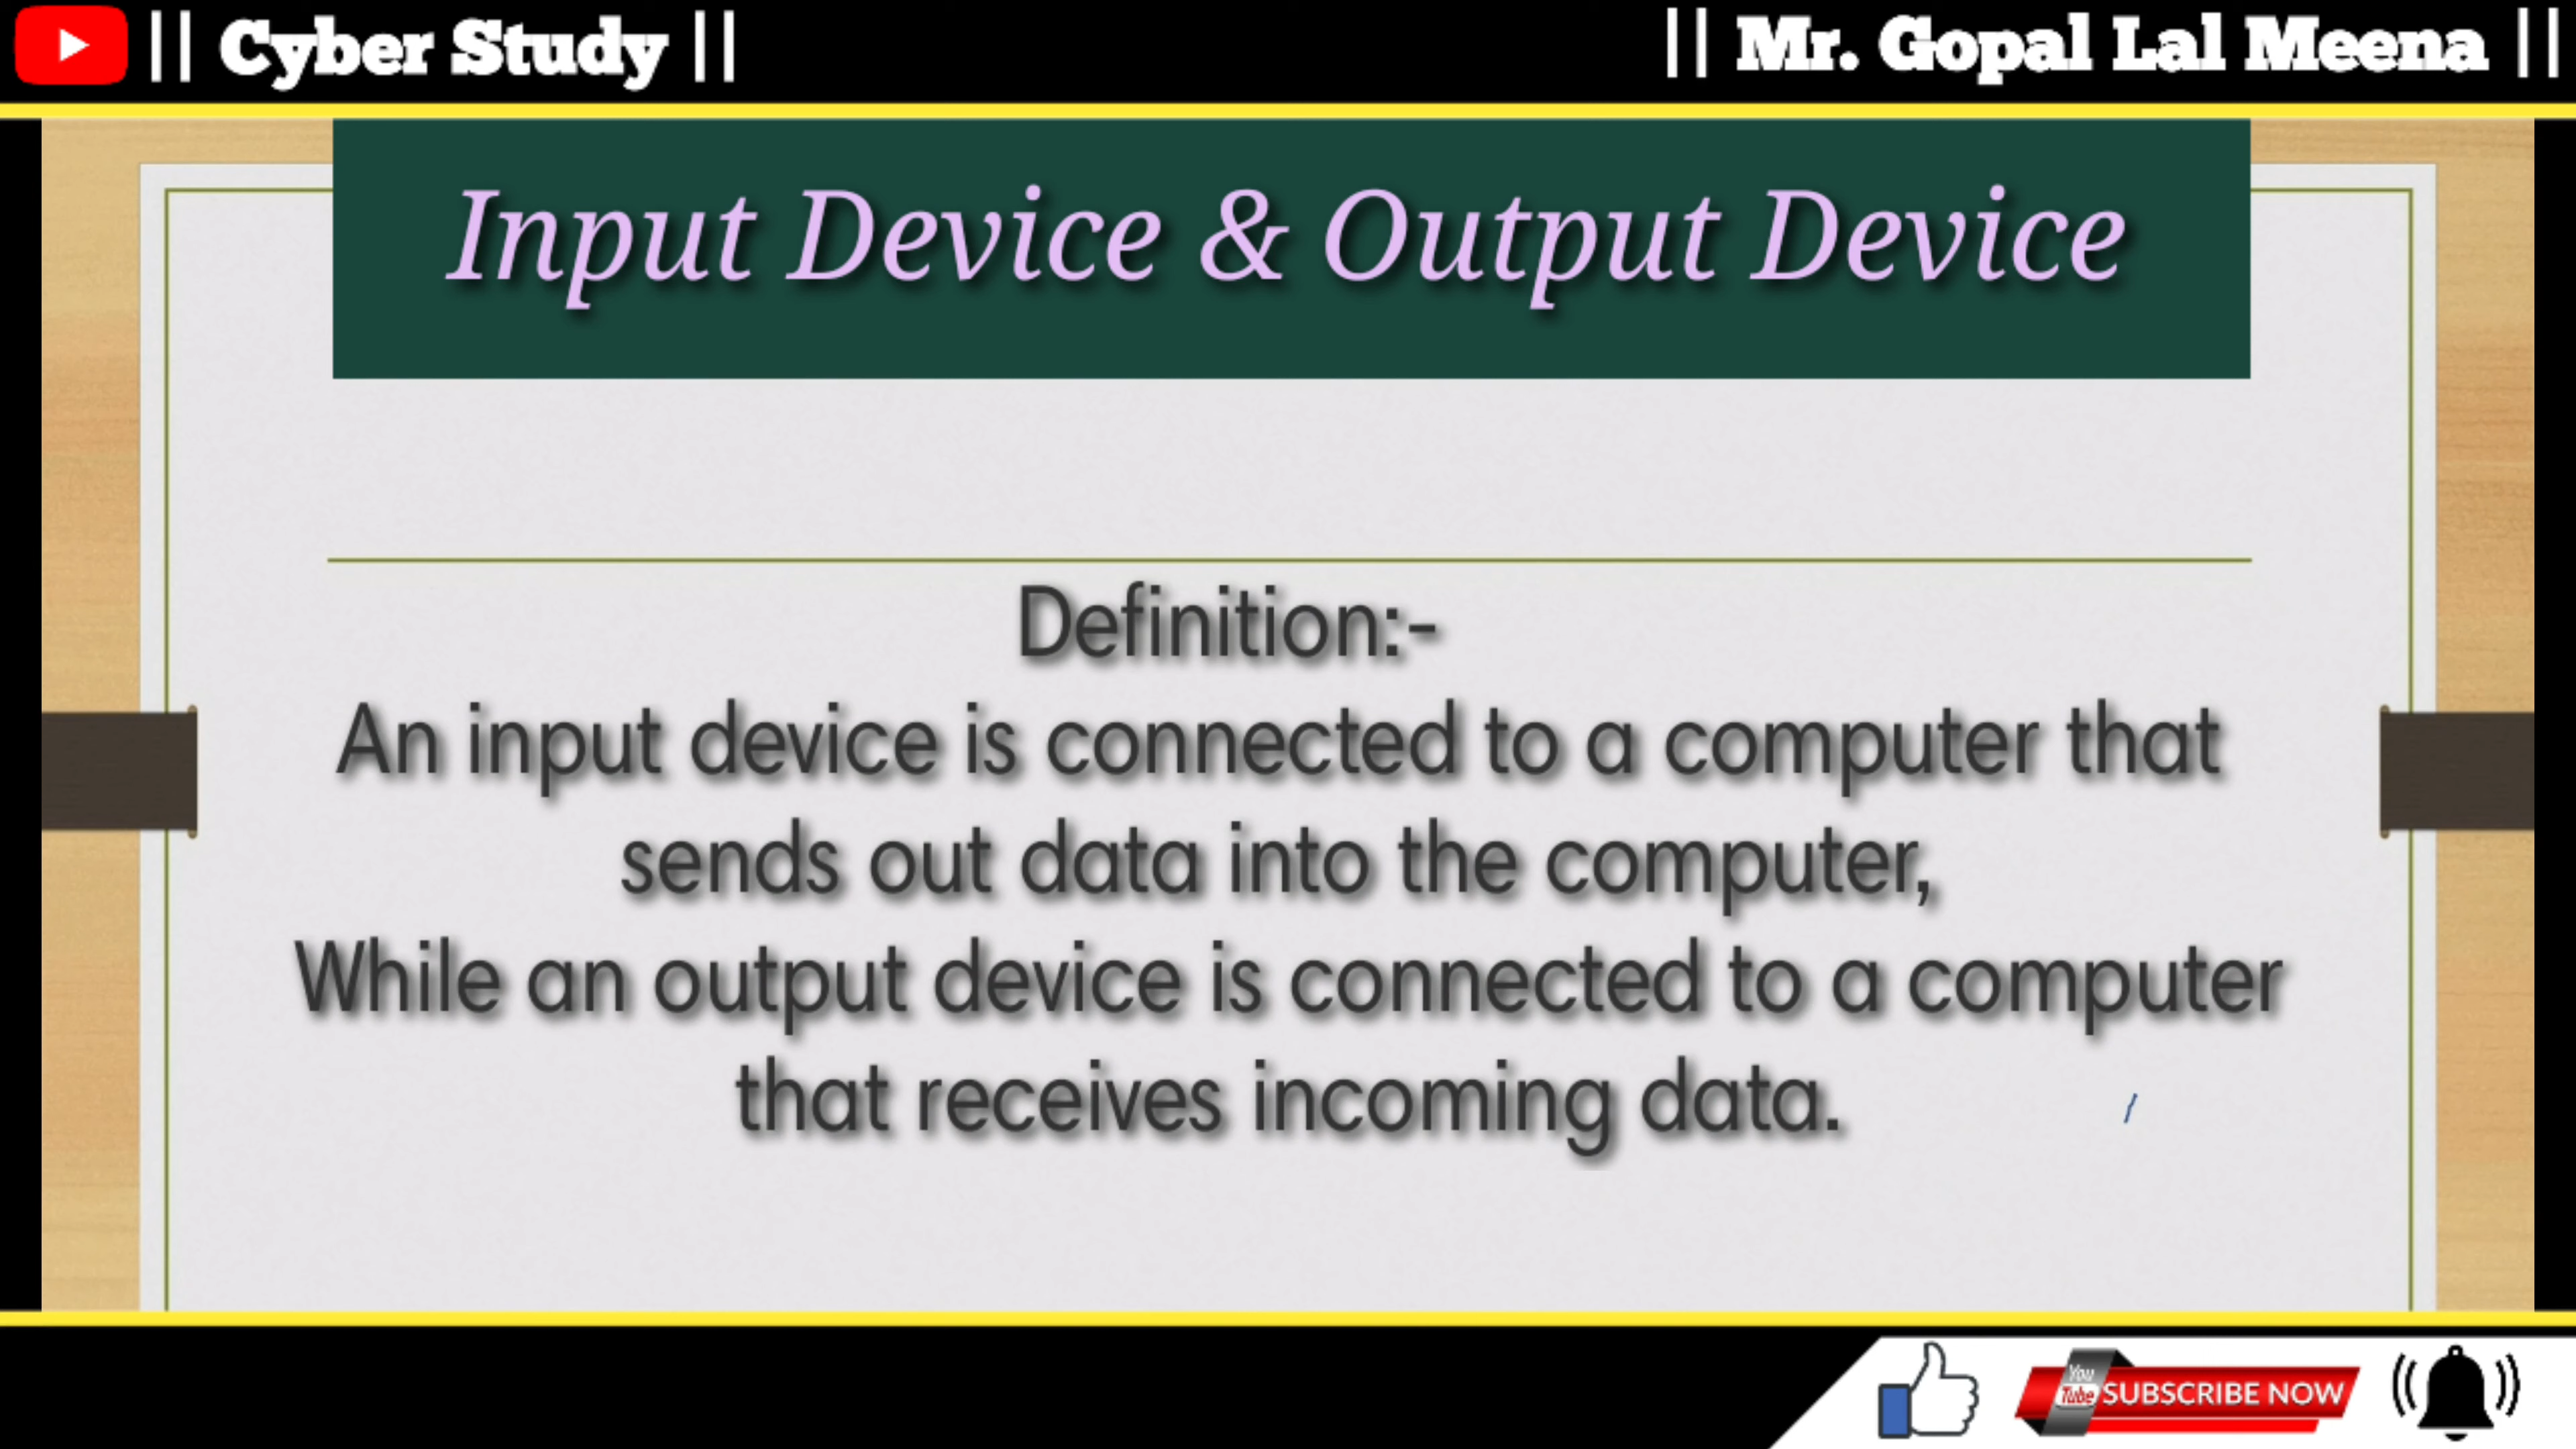 || Cyber Study ||
|| Mr. Gopal Lal Meena ||
Input Device & Output Device
Definition:-
An input device is connected to a computer that
sends out data into the computer,
While an output device is connected to a computer
that receives incoming data.
You
Tube
SUBSCRIBE NOW